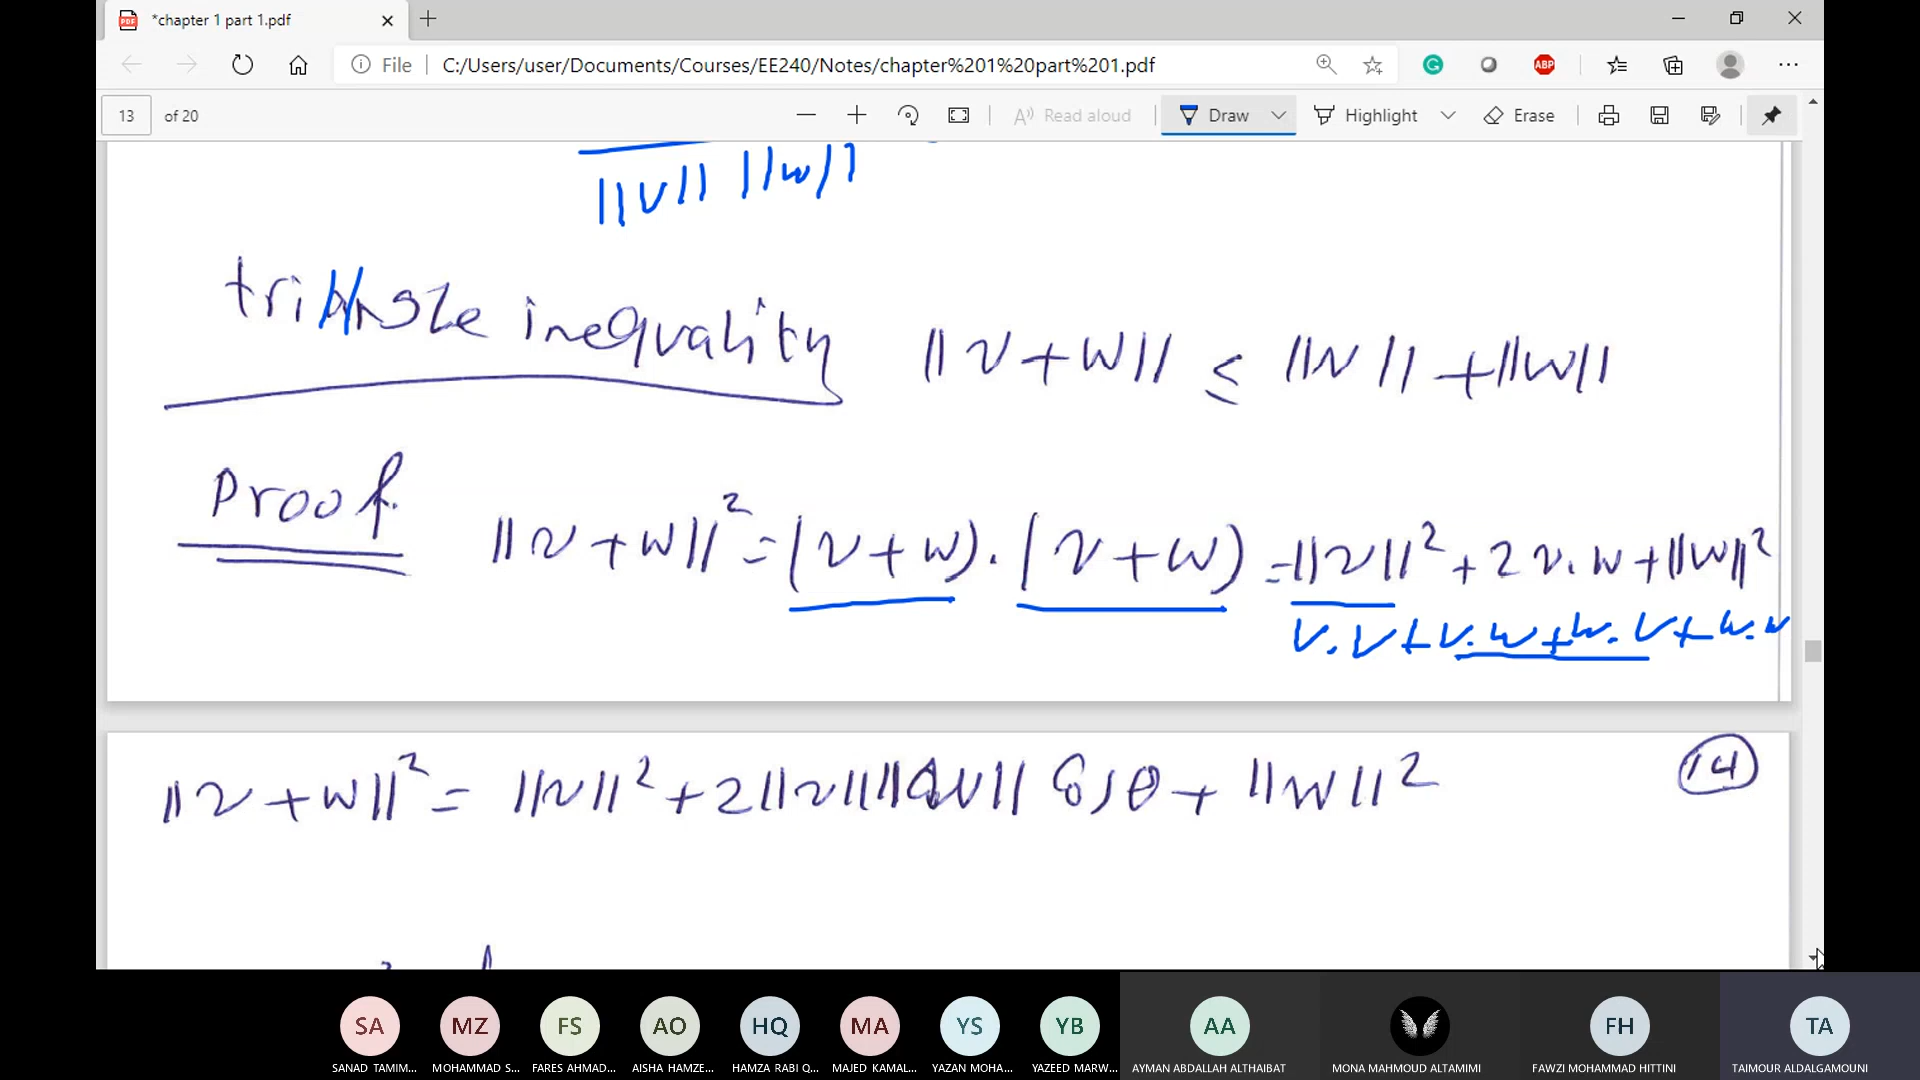 *chapter 1 part 1.pdf
File C:/Users/user/Documents/Courses/EE240/Notes/chapter%201%20part%201.pdf
ABP
13 of 20 Read aloud Draw Highlight Erase
||v|| ||w||
triangle inequality ||v+w|| ≤ ||v|| + ||w||
Proof
||v+w||² = (v+w).(v+w) = ||v||² + 2v.w + ||w||²
v.v+v.w+w.v+w.w
||v+w||² = ||v||² + 2||v|| ||w|| Cosθ + ||w||²
14
SA MZ FS AO HQ MA YS YB AA FH TA
SANAD TAMIM... MOHAMMAD S... FARES AHMAD... AISHA HAMZE... HAMZA RABI Q... MAJED KAMAL... YAZAN MOHA... YAZEED MARW... AYMAN ABDALLAH ALTHAIBAT MONA MAHMOUD ALTAMIMI FAWZI MOHAMMAD HITTINI TAIMOUR ALDALGAMOUNI